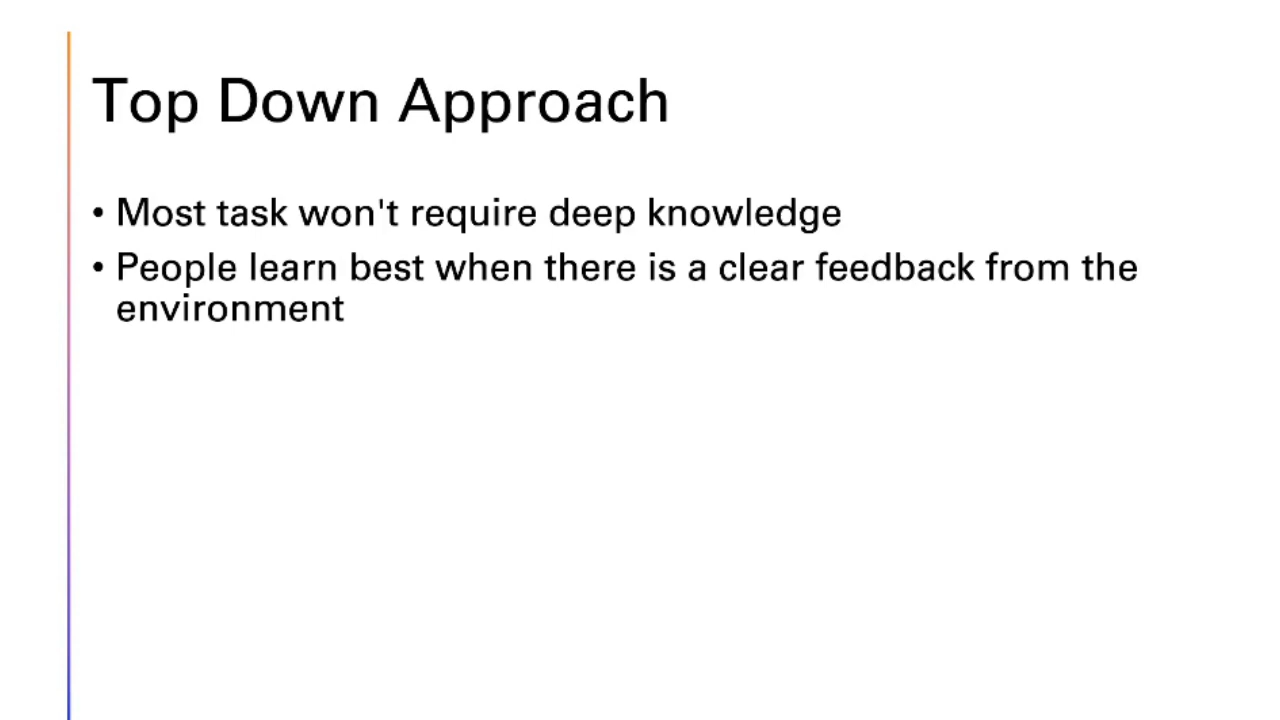 Top Down Approach
• Most task won't require deep knowledge
• People learn best when there is a clear feedback from the
environment